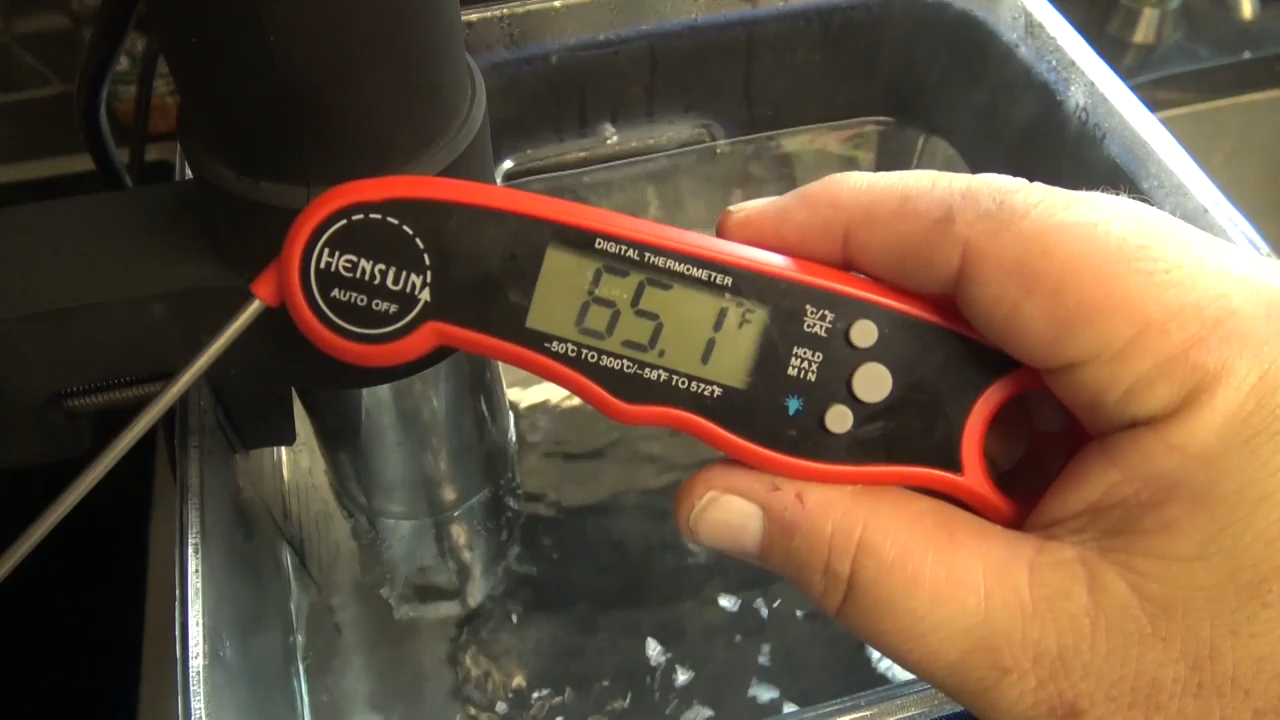 HENSUN
AUTO OFF
DIGITAL THERMOMETER
65.1°F
-50℃ TO 300℃/-58℉ TO 572℉
℃/℉
CAL
HOLD
MAX
MIN